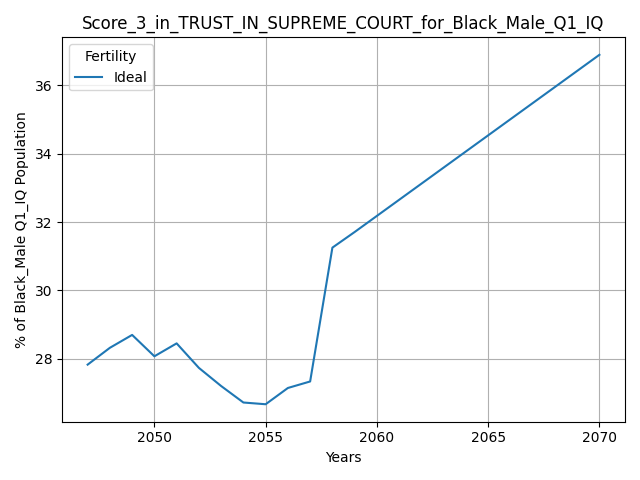 Score_3_in_TRUST_IN_SUPREME_COURT_for_Black_Male_Q1_IQ
Fertility
Ideal
% of Black_Male Q1_IQ Population
36
34
32
30
28
2050 2055 2060 2065 2070
Years